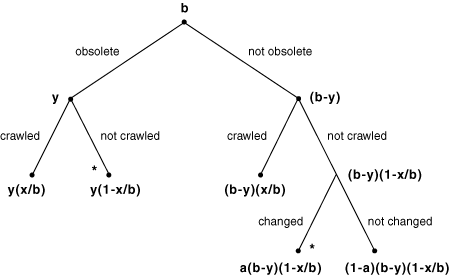 b
obsolete
not obsolete
y
(b-y)
crawled
not crawled
crawled
not crawled
*
y(x/b)
y(1-x/b)
(b-y)(x/b)
(b-y)(1-x/b)
changed
not changed
*
a(b-y)(1-x/b)
(1-a)(b-y)(1-x/b)